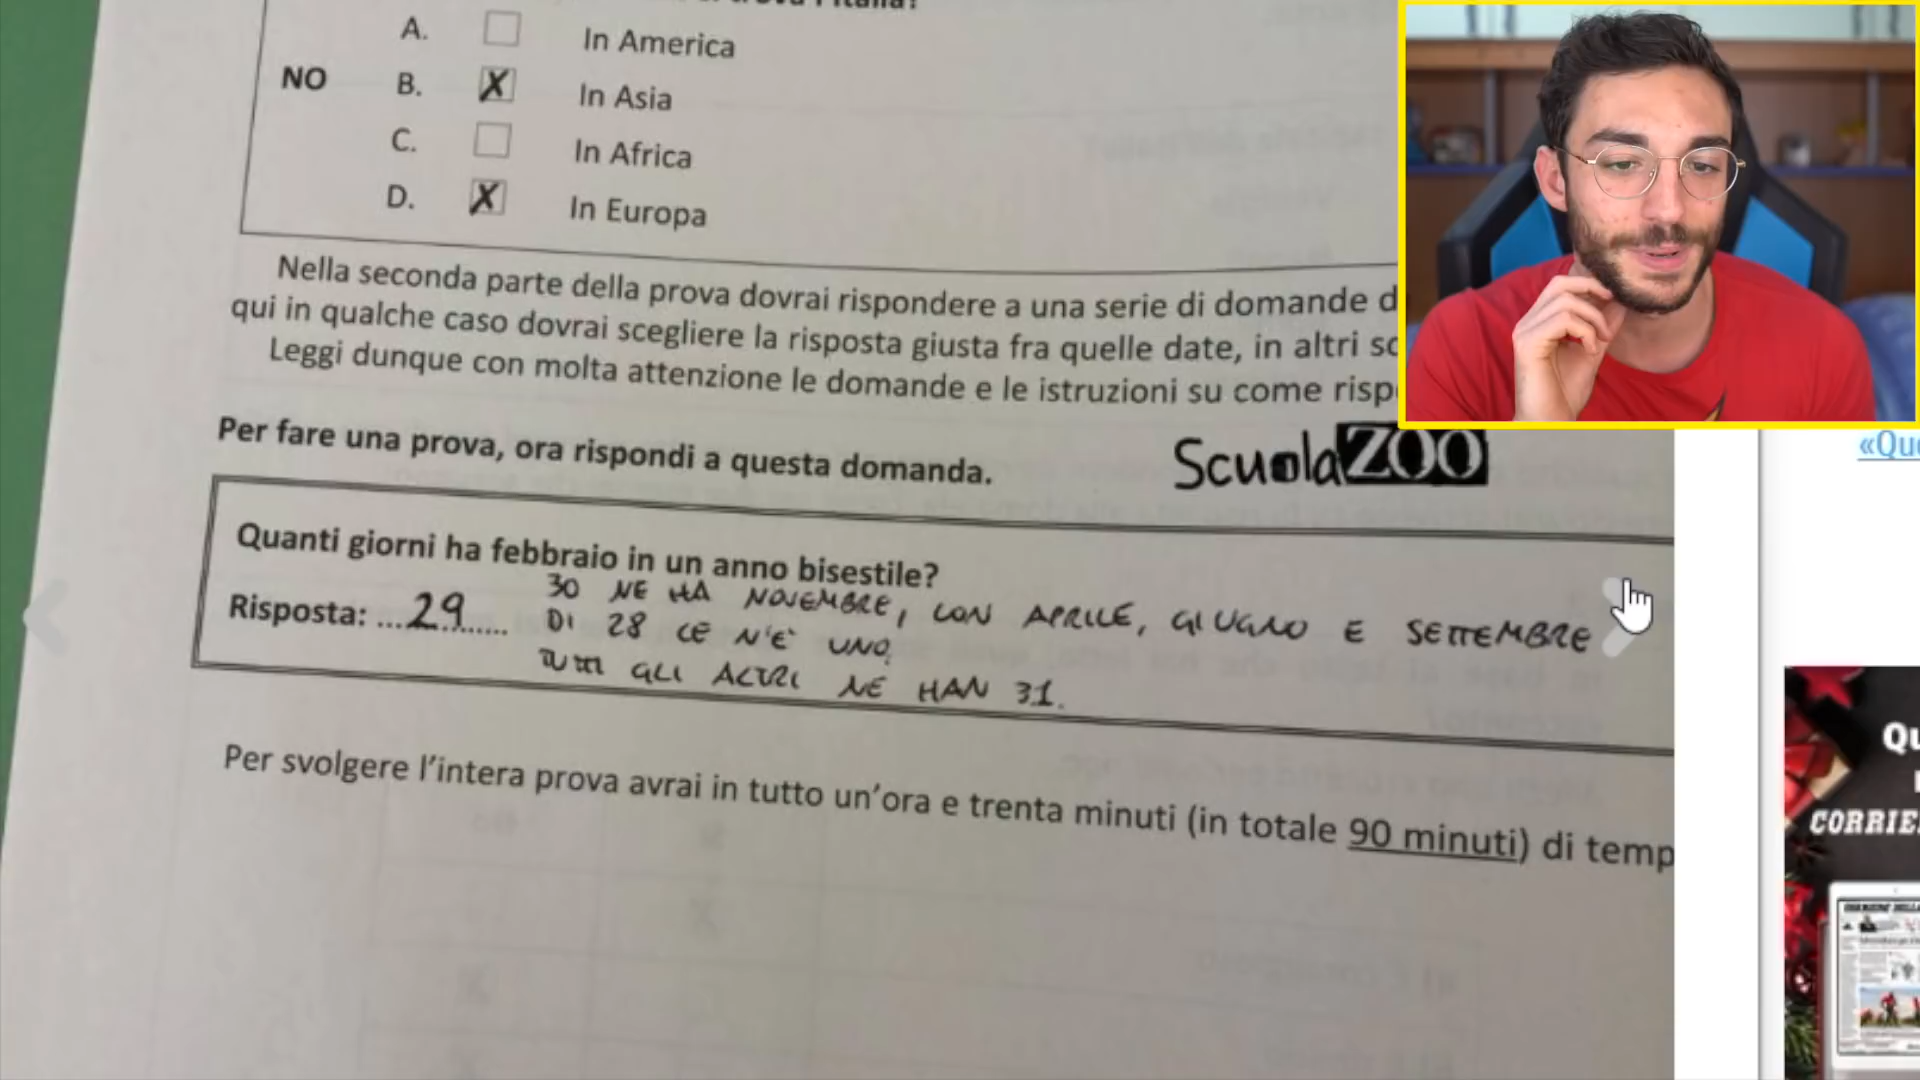 A. In America
NO B. X In Asia
C. In Africa
D. X In Europa
Nella seconda parte della prova dovrai rispondere a una serie di domande d
qui in qualche caso dovrai scegliere la risposta giusta fra quelle date, in altri
Leggi dunque con molta attenzione le domande e le istruzioni su come risp
Per fare una prova, ora rispondi a questa domanda.
ScuolaZOO
«Qu
Quanti giorni ha febbraio in un anno bisestile?
Risposta: ...29......
30 NE HA NOVEMBRE, CON APRILE, GIUGNO E SETTEMBRE
DI 28 CE N'È UNO,
TUTTI GLI ALTRI NE HAN 31.
Per svolgere l'intera prova avrai in tutto un'ora e trenta minuti (in totale 90 minuti) di temp
Qu
CORRIE